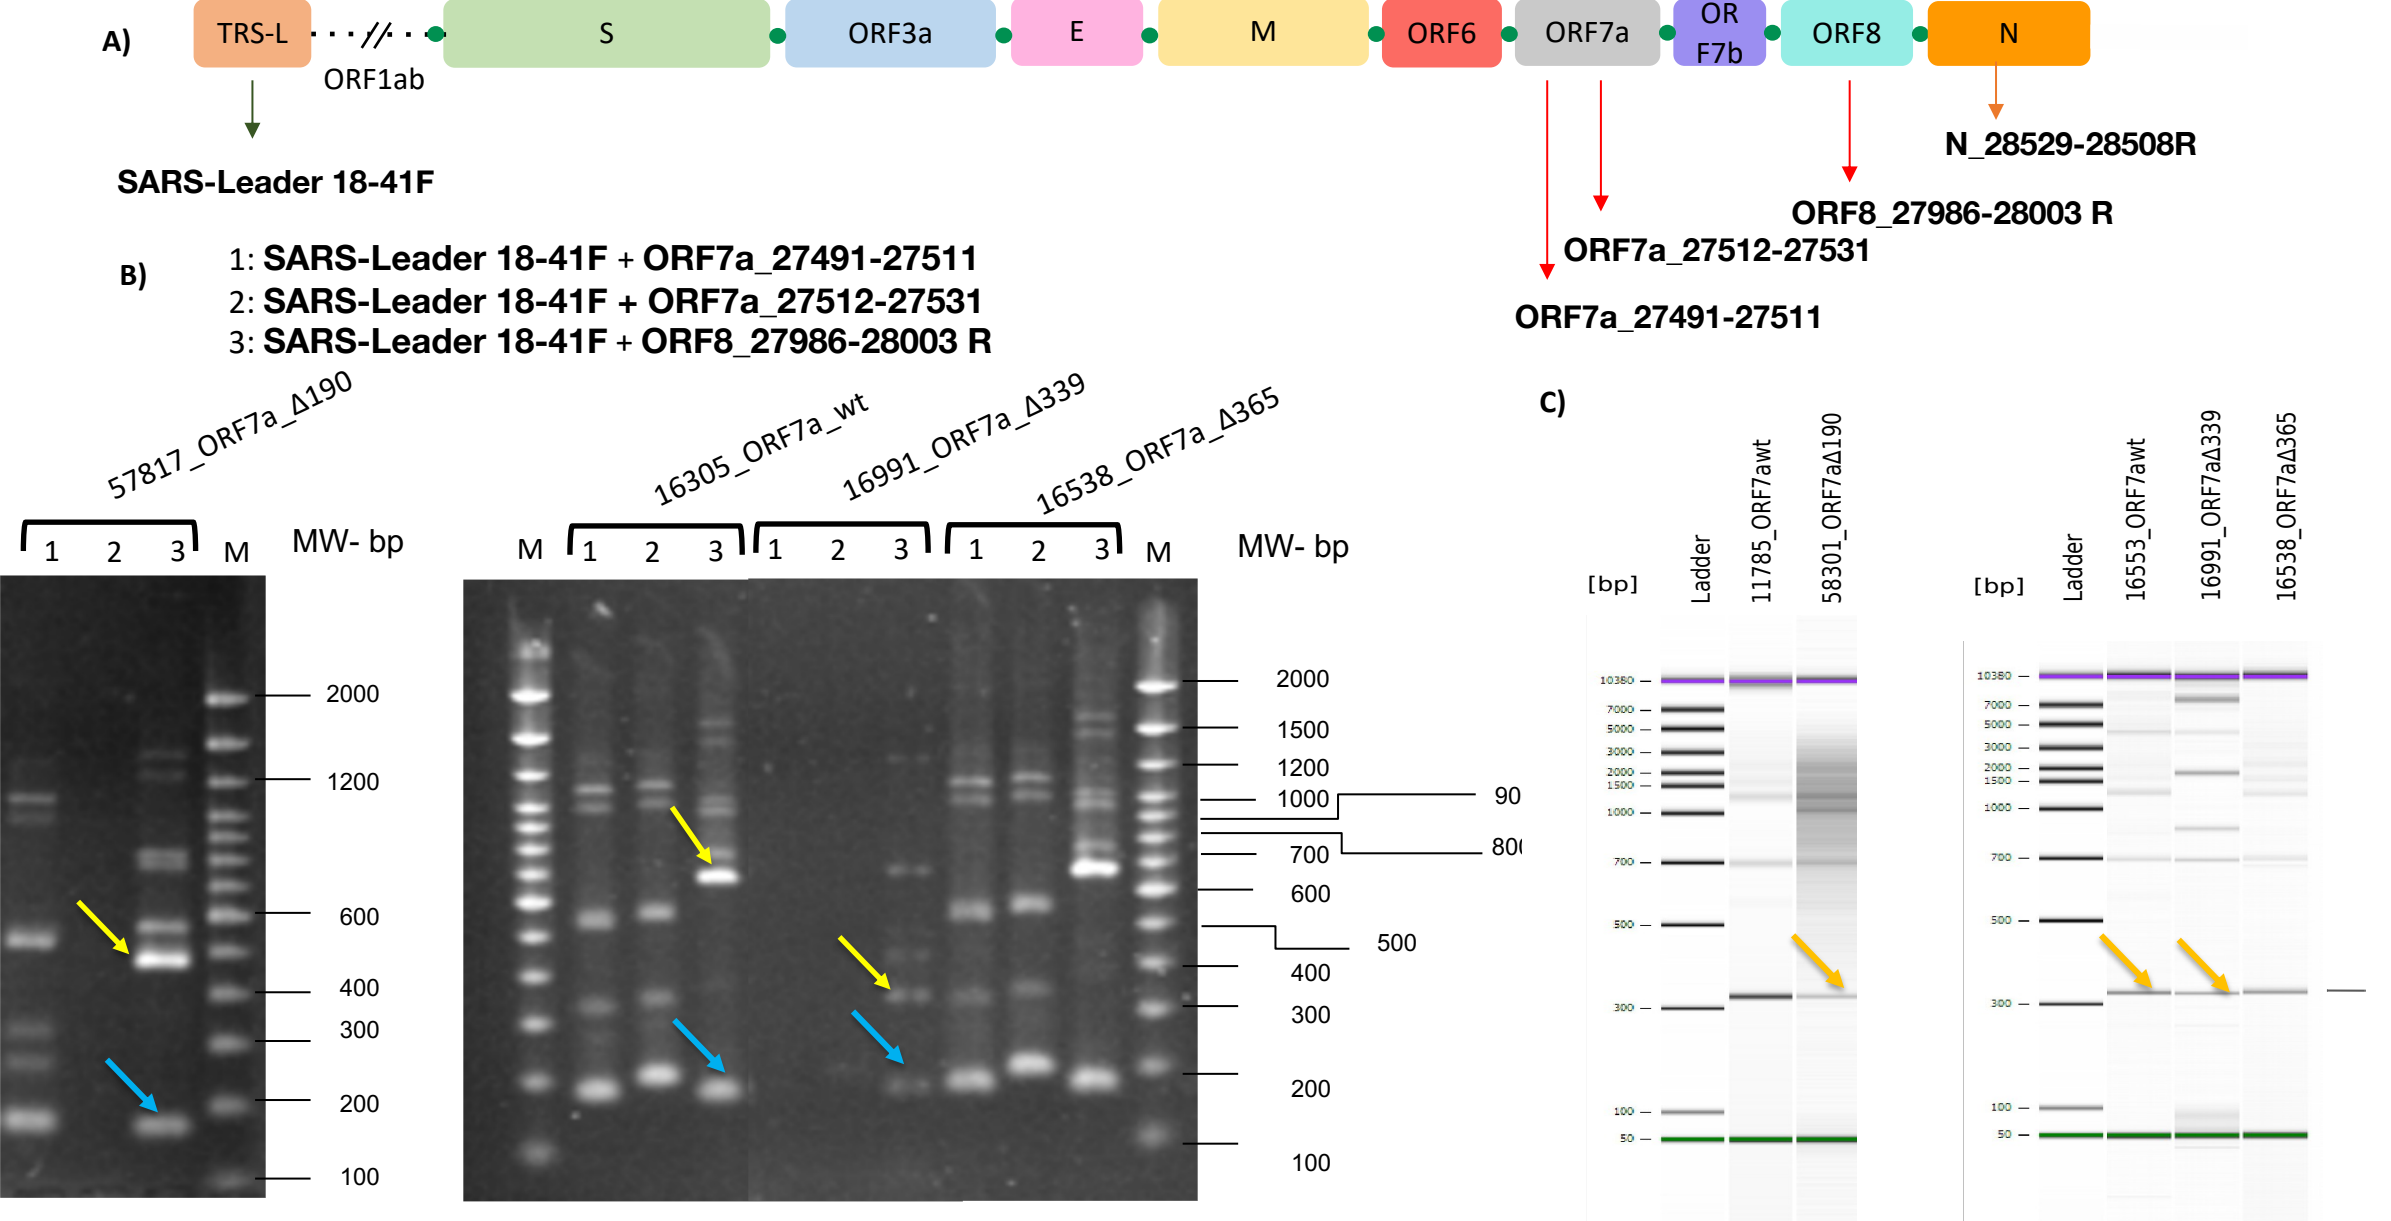 A)
TRS-L
ORF1ab
S
ORF3a
E
M
ORF6
ORF7a
OR
F7b
ORF8
N
SARS-Leader 18-41F
N_28529-28508R
ORF8_27986-28003 R
ORF7a_27512-27531
ORF7a_27491-27511
B)
1: SARS-Leader 18-41F + ORF7a_27491-27511
2: SARS-Leader 18-41F + ORF7a_27512-27531
3: SARS-Leader 18-41F + ORF8_27986-28003 R
57817_ORF7a_Δ190
1 2 3 M MW- bp
2000
1200
600
400
300
200
100
16305_ORF7a_wt
16991_ORF7a_Δ339
16538_ORF7a_Δ365
M 1 2 3 1 2 3 1 2 3 M MW- bp
2000
1500
1200
1000
90
800
700
600
500
400
300
200
100
C)
[bp]
Ladder
11785_ORF7awt
58301_ORF7aΔ190
10380
7000
5000
3000
2000
1500
1000
700
500
300
100
50
[bp]
Ladder
16553_ORF7awt
16991_ORF7aΔ339
16538_ORF7aΔ365
10380
7000
5000
3000
2000
1500
1000
700
500
300
100
50